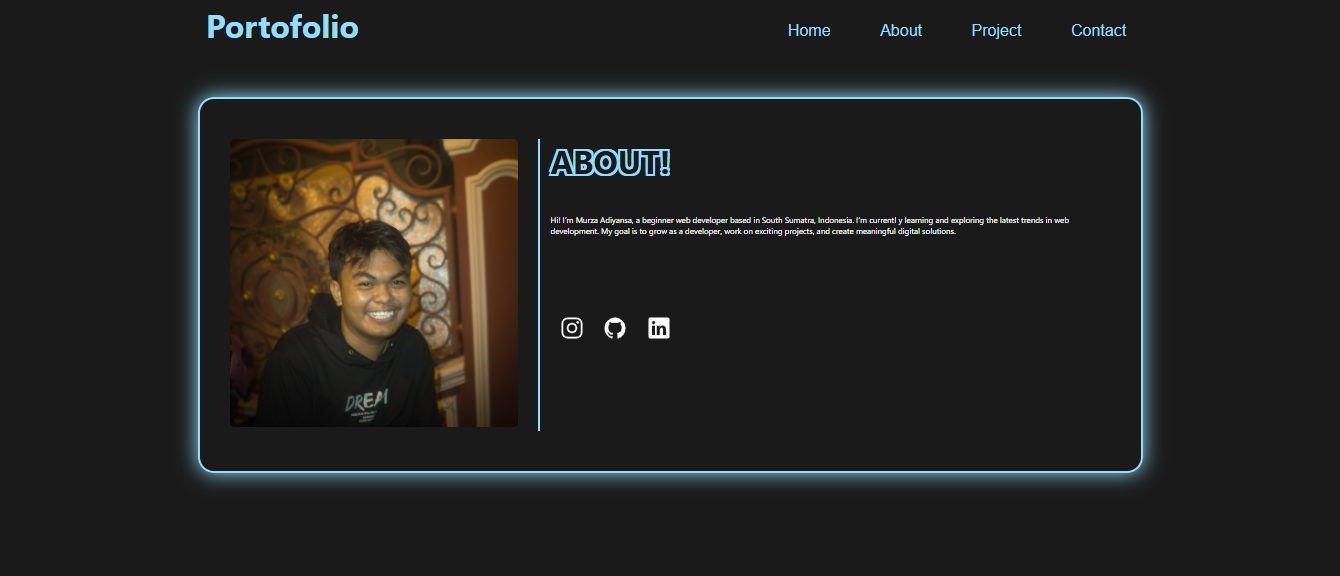 Portofolio
Home About Project Contact
ABOUT!
Hi! I'm Murza Adiyansa, a beginner web developer based in South Sumatra, Indonesia. I'm currentl y learning and exploring the latest trends in web
development. My goal is to grow as a developer, work on exciting projects, and create meaningful digital solutions.
in
DREAM